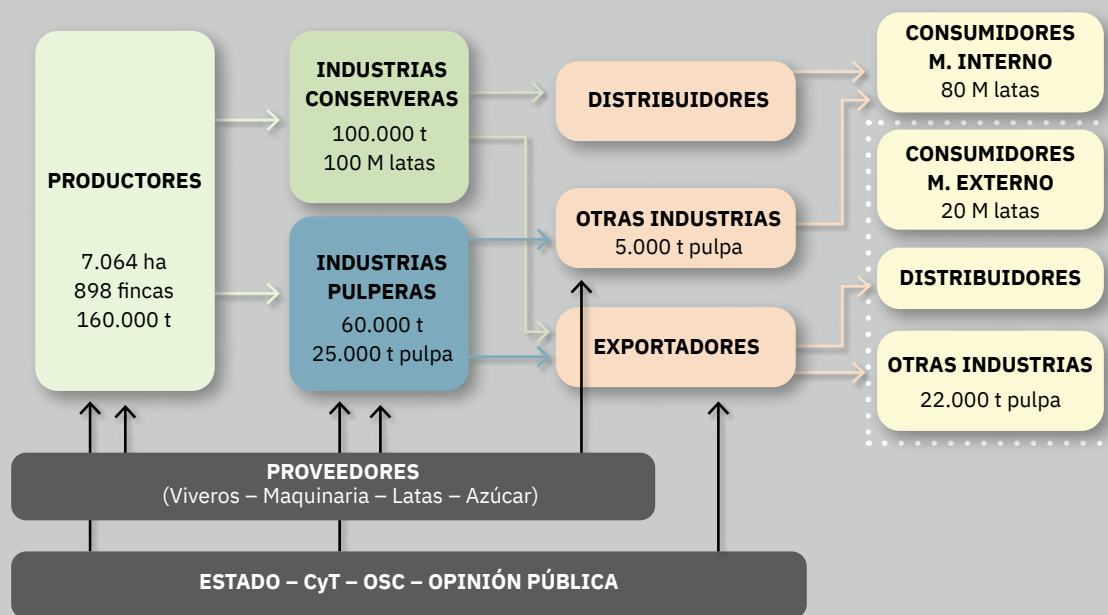 PRODUCTORES
7.064 ha
898 fincas
160.000 t
INDUSTRIAS
CONSERVERAS
100.000 t
100 M latas
INDUSTRIAS
PULPERAS
60.000 t
25.000 t pulpa
DISTRIBUIDORES
OTRAS INDUSTRIAS
5.000 t pulpa
EXPORTADORES
CONSUMIDORES
M. INTERNO
80 M latas
CONSUMIDORES
M. EXTERNO
20 M latas
DISTRIBUIDORES
OTRAS INDUSTRIAS
22.000 t pulpa
PROVEEDORES
(Viveros – Maquinaria – Latas – Azúcar)
ESTADO – CyT – OSC – OPINIÓN PÚBLICA